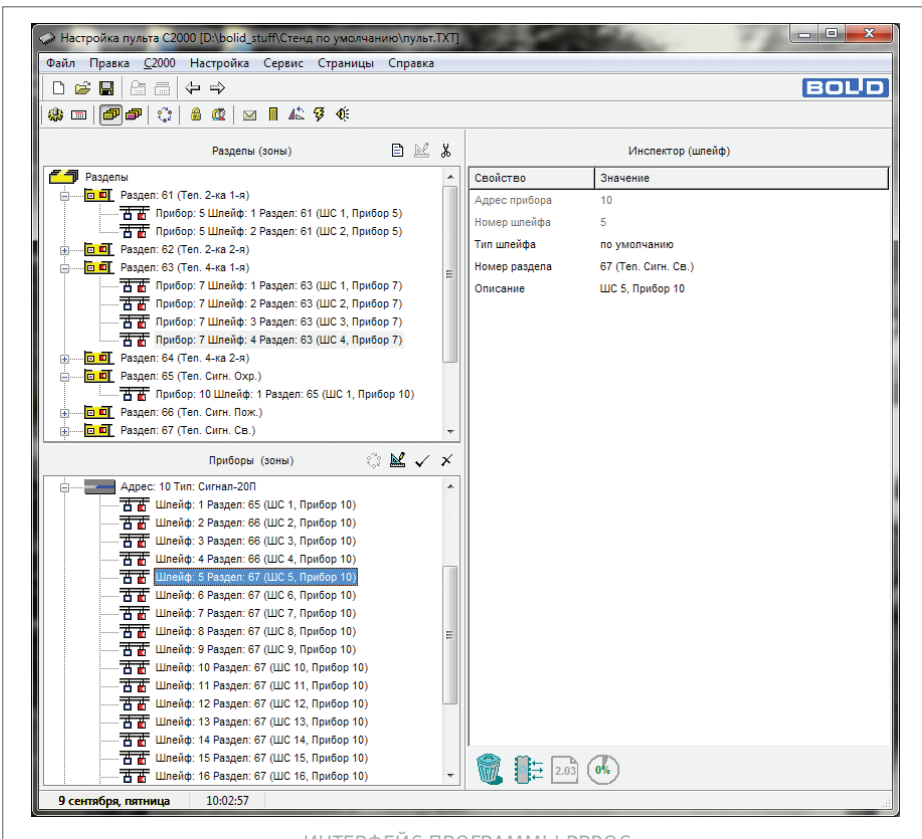 Настройка пульта C2000 [D:\bolid_stuff\Стенд по умолчанию\пульт.TXT]
Файл Правка C2000 Настройка Сервис Страницы Справка
BOLID
Разделы (зоны)
Разделы
Раздел: 61 (Теп. 2-ка 1-я)
Прибор: 5 Шлейф: 1 Раздел: 61 (ШС 1, Прибор 5)
Прибор: 5 Шлейф: 2 Раздел: 61 (ШС 2, Прибор 5)
Раздел: 62 (Теп. 2-ка 2-я)
Раздел: 63 (Теп. 4-ка 1-я)
Прибор: 7 Шлейф: 1 Раздел: 63 (ШС 1, Прибор 7)
Прибор: 7 Шлейф: 2 Раздел: 63 (ШС 2, Прибор 7)
Прибор: 7 Шлейф: 3 Раздел: 63 (ШС 3, Прибор 7)
Прибор: 7 Шлейф: 4 Раздел: 63 (ШС 4, Прибор 7)
Раздел: 64 (Теп. 4-ка 2-я)
Раздел: 65 (Теп. Сигн. Охр.)
Прибор: 10 Шлейф: 1 Раздел: 65 (ШС 1, Прибор 10)
Раздел: 66 (Теп. Сигн. Пож.)
Раздел: 67 (Теп. Сигн. Св.)
Приборы (зоны)
Адрес: 10 Тип: Сигнал-20П
Шлейф: 1 Раздел: 65 (ШС 1, Прибор 10)
Шлейф: 2 Раздел: 66 (ШС 2, Прибор 10)
Шлейф: 3 Раздел: 66 (ШС 3, Прибор 10)
Шлейф: 4 Раздел: 66 (ШС 4, Прибор 10)
Шлейф: 5 Раздел: 67 (ШС 5, Прибор 10)
Шлейф: 6 Раздел: 67 (ШС 6, Прибор 10)
Шлейф: 7 Раздел: 67 (ШС 7, Прибор 10)
Шлейф: 8 Раздел: 67 (ШС 8, Прибор 10)
Шлейф: 9 Раздел: 67 (ШС 9, Прибор 10)
Шлейф: 10 Раздел: 67 (ШС 10, Прибор 10)
Шлейф: 11 Раздел: 67 (ШС 11, Прибор 10)
Шлейф: 12 Раздел: 67 (ШС 12, Прибор 10)
Шлейф: 13 Раздел: 67 (ШС 13, Прибор 10)
Шлейф: 14 Раздел: 67 (ШС 14, Прибор 10)
Шлейф: 15 Раздел: 67 (ШС 15, Прибор 10)
Шлейф: 16 Раздел: 67 (ШС 16, Прибор 10)
Инспектор (шлейф)
Свойство Значение
Адрес прибора 10
Номер шлейфа 5
Тип шлейфа по умолчанию
Номер раздела 67 (Теп. Сигн. Св.)
Описание ШС 5, Прибор 10
2.03 0%
9 сентября, пятница 10:02:57
ИНТЕРФЕЙС ПРОГРАММЫ PPROG